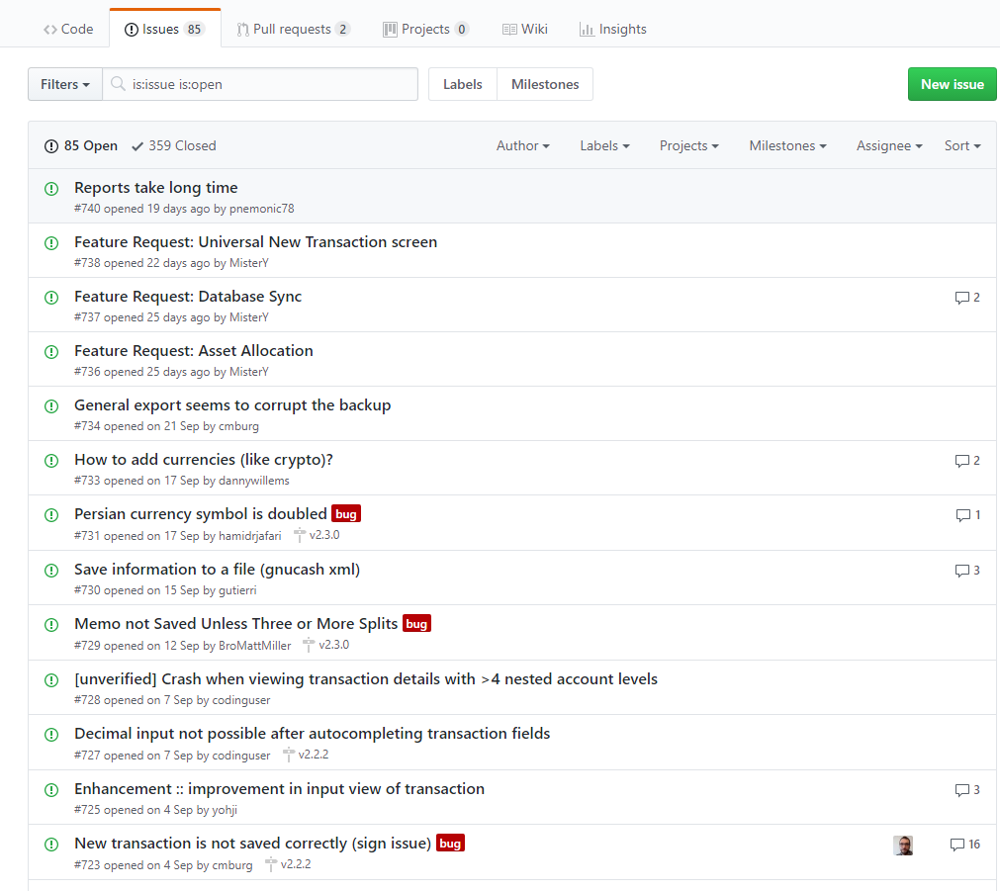 Code Issues 85 Pull requests 2 Projects 0 Wiki Insights
Filters is:issue is:open Labels Milestones New issue
85 Open 359 Closed Author Labels Projects Milestones Assignee Sort
Reports take long time
#740 opened 19 days ago by pnemonic78
Feature Request: Universal New Transaction screen
#738 opened 22 days ago by MisterY
Feature Request: Database Sync 2
#737 opened 25 days ago by MisterY
Feature Request: Asset Allocation
#736 opened 25 days ago by MisterY
General export seems to corrupt the backup
#734 opened on 21 Sep by cmburg
How to add currencies (like crypto)? 2
#733 opened on 17 Sep by dannywillems
Persian currency symbol is doubled bug 1
#731 opened on 17 Sep by hamidrjafari v2.3.0
Save information to a file (gnucash xml) 3
#730 opened on 15 Sep by gutierri
Memo not Saved Unless Three or More Splits bug
#729 opened on 12 Sep by BroMattMiller v2.3.0
[unverified] Crash when viewing transaction details with >4 nested account levels
#728 opened on 7 Sep by codinguser
Decimal input not possible after autocompleting transaction fields
#727 opened on 7 Sep by codinguser v2.2.2
Enhancement :: improvement in input view of transaction 3
#725 opened on 4 Sep by yohji
New transaction is not saved correctly (sign issue) bug 16
#723 opened on 4 Sep by cmburg v2.2.2